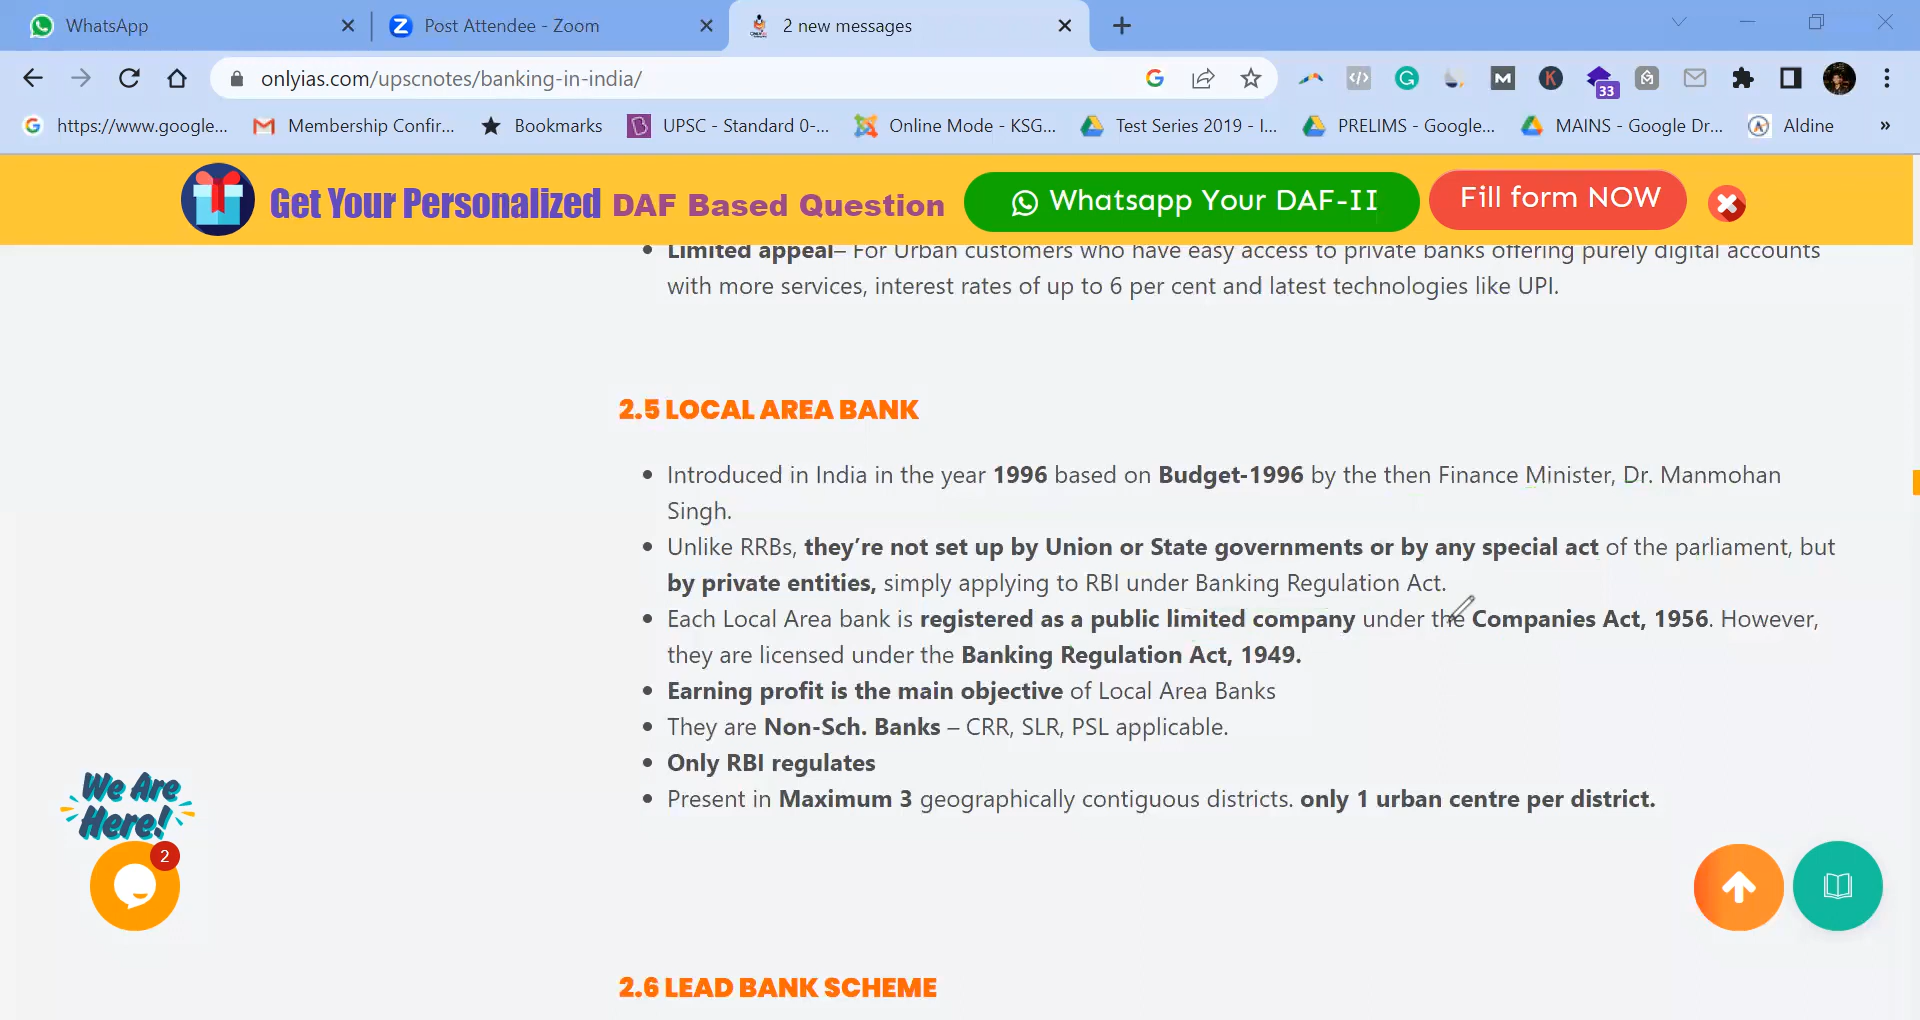 WhatsApp
Post Attendee - Zoom
2 new messages
onlyias.com/upscnotes/banking-in-india/
33
https://www.google...
Membership Confir...
Bookmarks
UPSC - Standard 0-...
Online Mode - KSG...
Test Series 2019 - I...
PRELIMS - Google...
MAINS - Google Dr...
Aldine
»
Get Your Personalized DAF Based Question
Whatsapp Your DAF-II
Fill form NOW
• Limited appeal– For Urban customers who have easy access to private banks offering purely digital accounts
with more services, interest rates of up to 6 per cent and latest technologies like UPI.
2.5 LOCAL AREA BANK
• Introduced in India in the year 1996 based on Budget-1996 by the then Finance Minister, Dr. Manmohan
Singh.
• Unlike RRBs, they’re not set up by Union or State governments or by any special act of the parliament, but
by private entities, simply applying to RBI under Banking Regulation Act.
• Each Local Area bank is registered as a public limited company under the Companies Act, 1956. However,
they are licensed under the Banking Regulation Act, 1949.
• Earning profit is the main objective of Local Area Banks
• They are Non-Sch. Banks – CRR, SLR, PSL applicable.
• Only RBI regulates
• Present in Maximum 3 geographically contiguous districts. only 1 urban centre per district.
We Are
Here!
2
2.6 LEAD BANK SCHEME